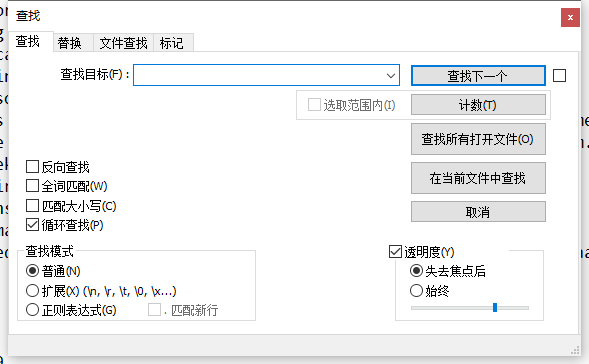 查找
查找 替换 文件查找 标记
查找目标(F)： 查找下一个
选取范围内(I) 计数(T)
查找所有打开文件(O)
反向查找
在当前文件中查找
全词匹配(W)
匹配大小写(C)
取消
循环查找(P)
查找模式
透明度(Y)
普通(N)
失去焦点后
扩展(X) (\n, \r, \t, \0, \x...)
始终
正则表达式(G) . 匹配新行